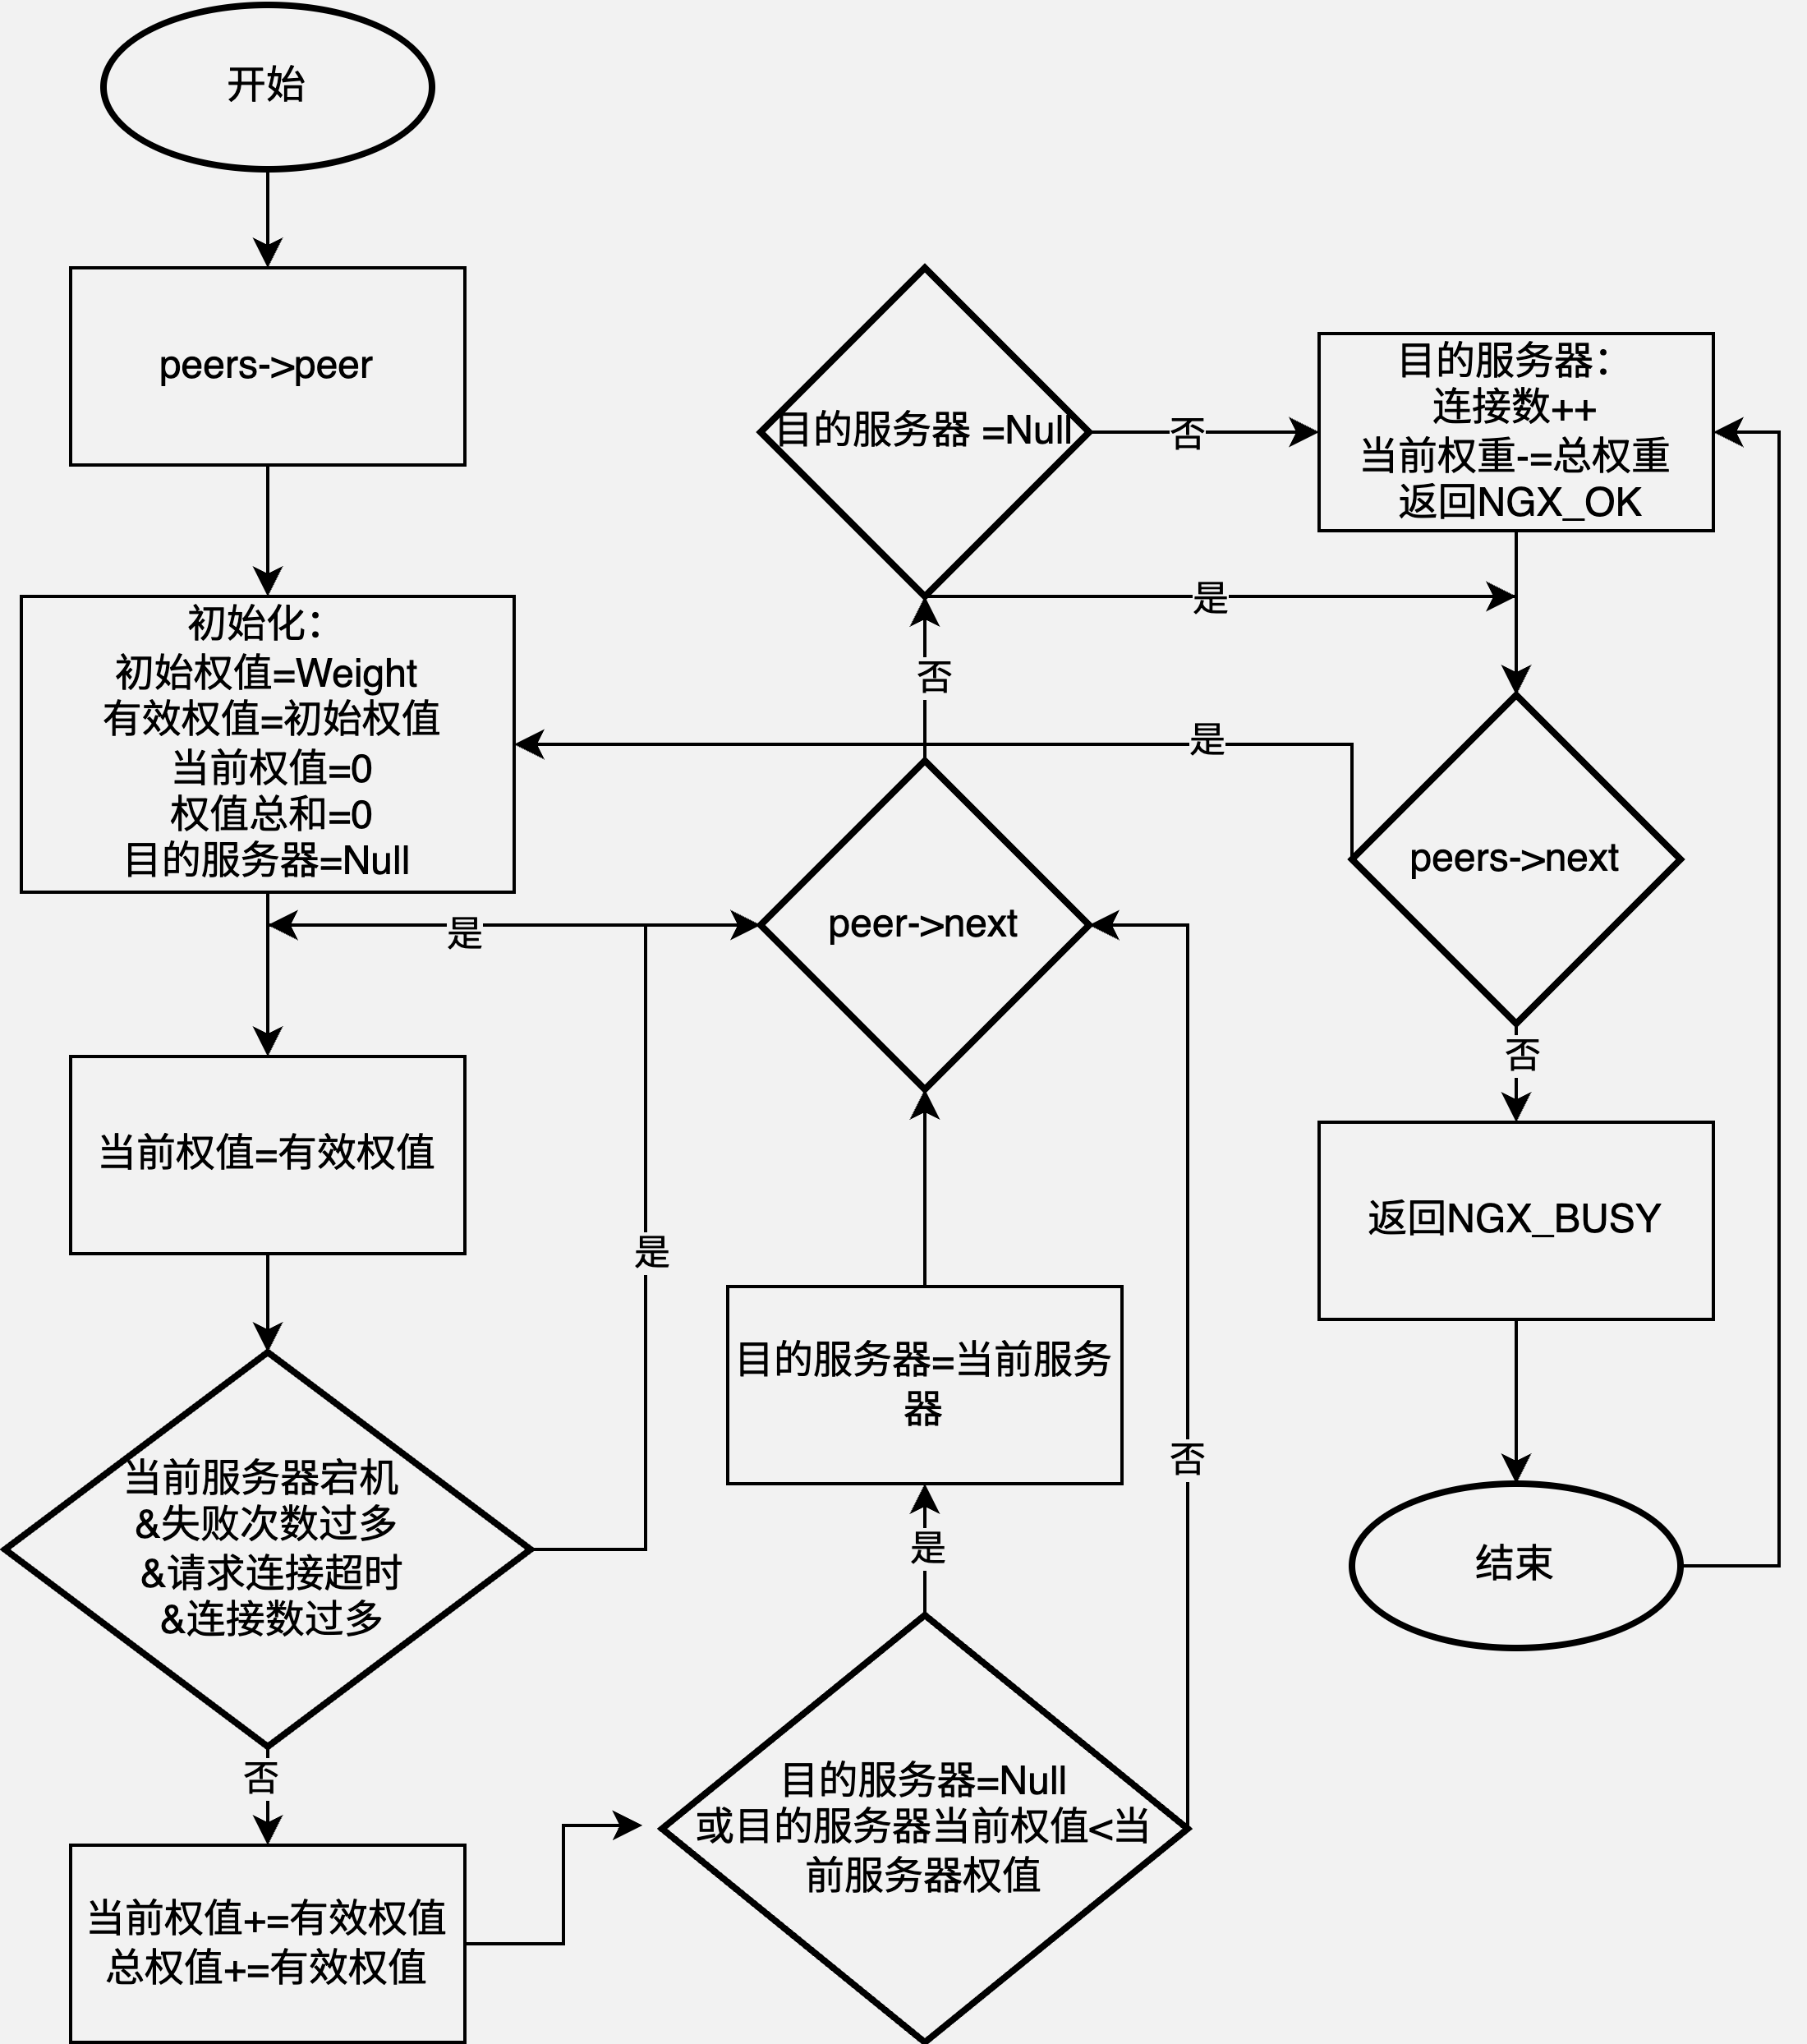 开始
peers->peer
初始化：
初始权值=Weight
有效权值=初始权值
当前权值=0
权值总和=0
目的服务器=Null
是
当前权值=有效权值
当前服务器宕机
&失败次数过多
&请求连接超时
&连接数过多
是
否
当前权值+=有效权值
总权值+=有效权值
目的服务器=Null
或目的服务器当前权值<当
前服务器权值
是
否
目的服务器=当前服务
器
peer->next
否
目的服务器 =Null
否
是
目的服务器：
连接数++
当前权重-=总权重
返回NGX_OK
peers->next
是
否
返回NGX_BUSY
结束